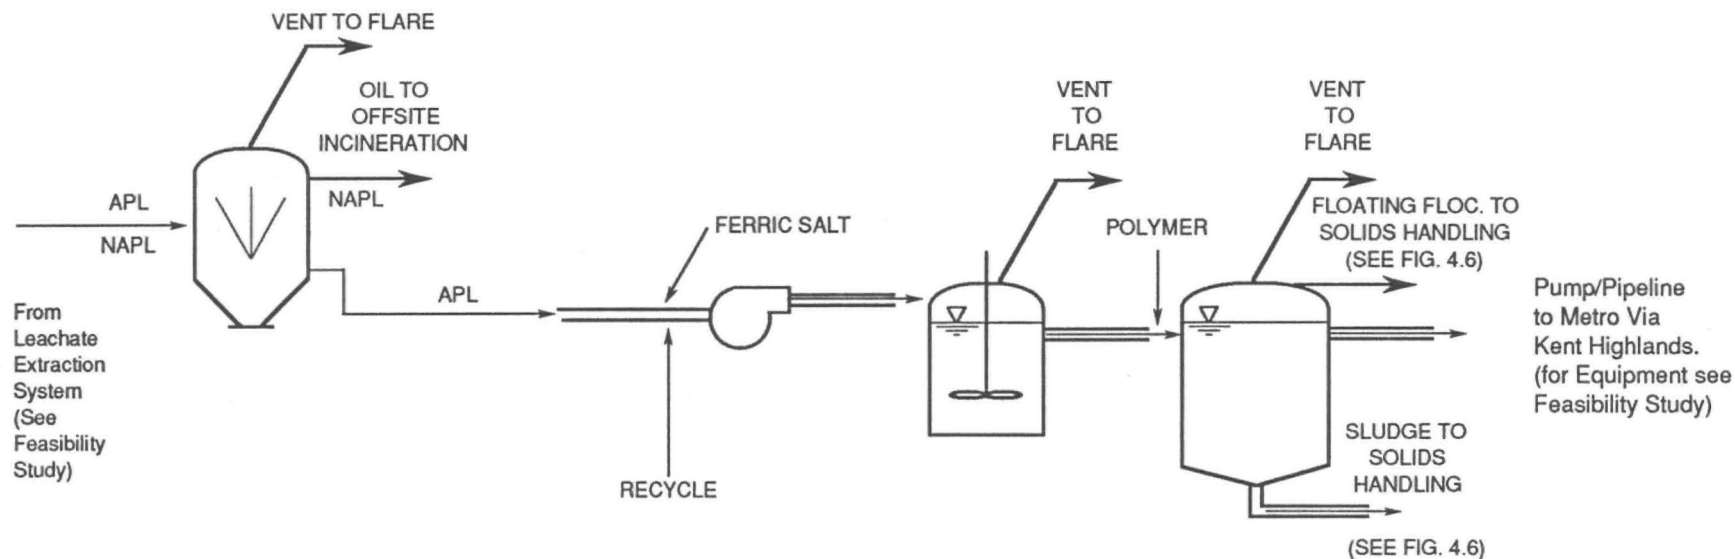 VENT TO FLARE
OIL TO
OFFSITE
INCINERATION
NAPL
APL
NAPL
From
Leachate
Extraction
System
(See
Feasibility
Study)
APL
FERRIC SALT
RECYCLE
VENT
TO
FLARE
POLYMER
VENT
TO
FLARE
FLOATING FLOC. TO
SOLIDS HANDLING
(SEE FIG. 4.6)
Pump/Pipeline
to Metro Via
Kent Highlands.
(for Equipment see
Feasibility Study)
SLUDGE TO
SOLIDS
HANDLING
(SEE FIG. 4.6)